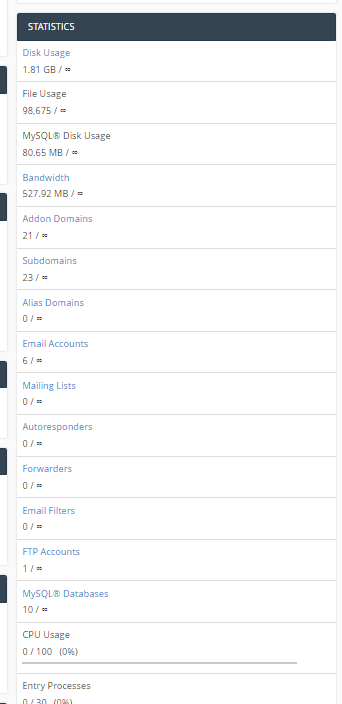 STATISTICS
Disk Usage
1.81 GB / ∞
File Usage
98,675 / ∞
MySQL® Disk Usage
80.65 MB / ∞
Bandwidth
527.92 MB / ∞
Addon Domains
21 / ∞
Subdomains
23 / ∞
Alias Domains
0 / ∞
Email Accounts
6 / ∞
Mailing Lists
0 / ∞
Autoresponders
0 / ∞
Forwarders
0 / ∞
Email Filters
0 / ∞
FTP Accounts
1 / ∞
MySQL® Databases
10 / ∞
CPU Usage
0 / 100 (0%)
Entry Processes
0 / 30 (0%)